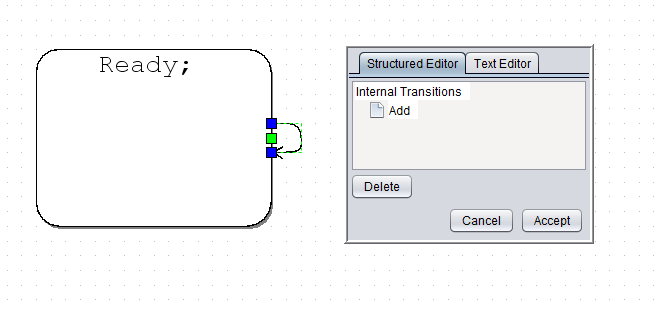 Ready;
Structured Editor Text Editor
Internal Transitions
Add
Delete
Cancel Accept